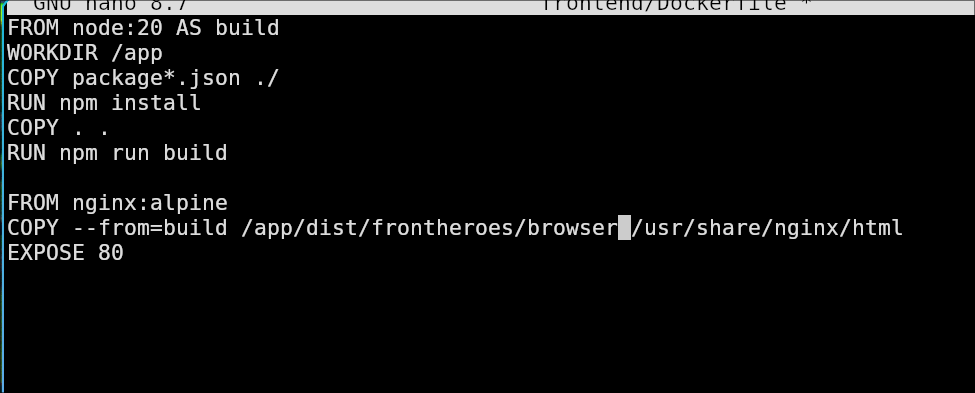 GNU nano 8.7 frontend/Dockerfile *
FROM node:20 AS build
WORKDIR /app
COPY package*.json ./
RUN npm install
COPY . .
RUN npm run build
FROM nginx:alpine
COPY --from=build /app/dist/frontheroes/browser /usr/share/nginx/html
EXPOSE 80